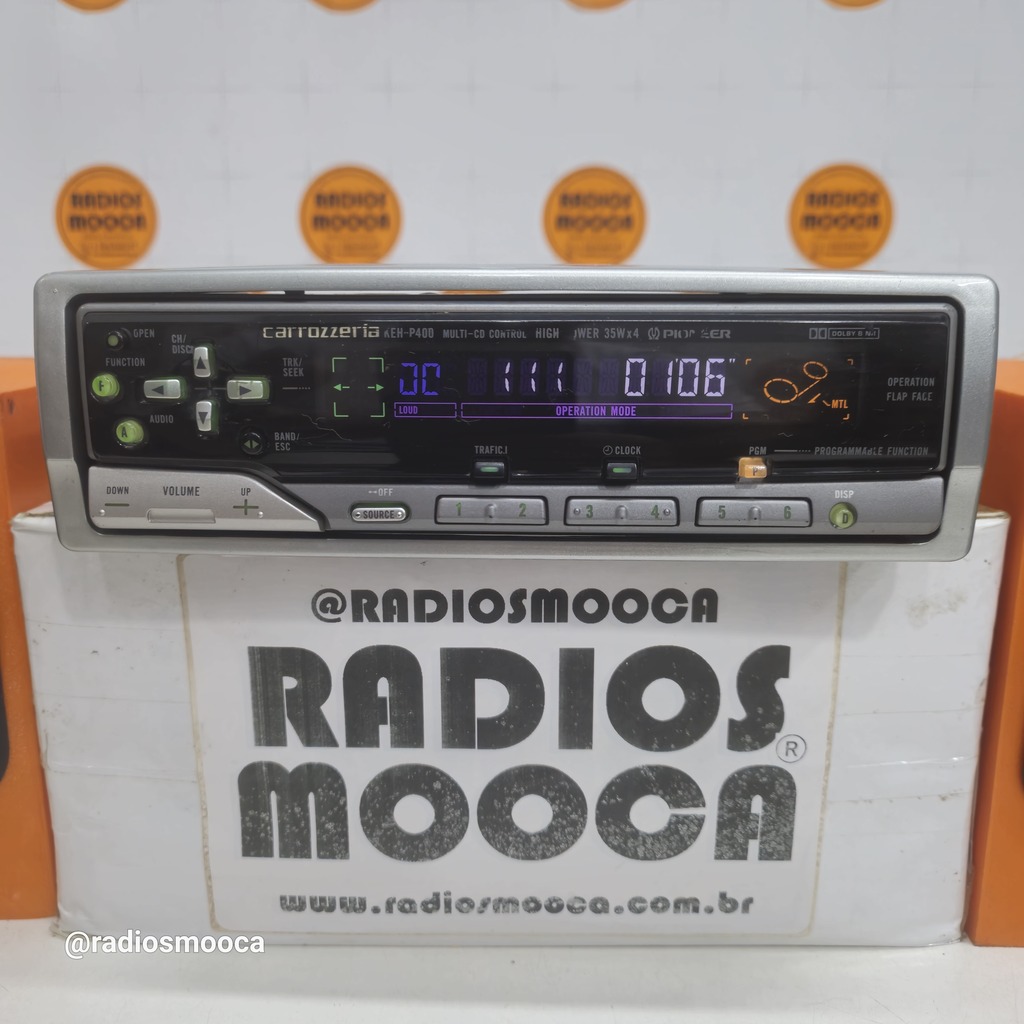 RADIOS MOOCA
RADIOS MOOCA
RADIOS MOOCA
RADIOS MOOCA
carrozzeria KEH-P400 MULTI-CD CONTROL HIGH 35Wx4 PIONEER DOLBY B N.R
OPEN
CH/
DISC
FUNCTION
F
TRK/
SEEK
AUDIO
A
BAND/
ESC
111 0106"
LOUD OPERATION MODE
MTL
OPERATION
FLAP FACE
TRAFIC.I CLOCK PGM PROGRAMMABLE FUNCTION
P
DOWN VOLUME UP
OFF
SOURCE
1 2 3 4 5 6
DISP
D
@RADIOSMOOCA
RADIOS
MOOCA®
www.radiosmooca.com.br
@radiosmooca